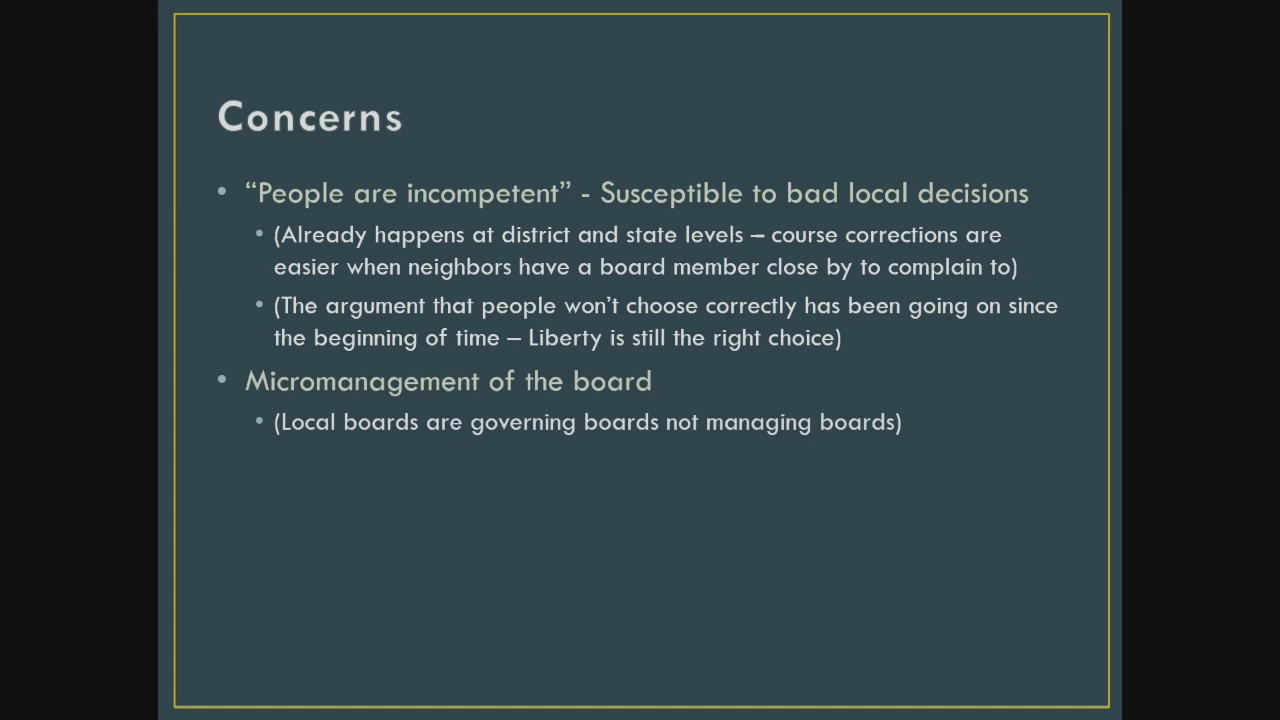 Concerns
• “People are incompetent” - Susceptible to bad local decisions
• (Already happens at district and state levels – course corrections are
easier when neighbors have a board member close by to complain to)
• (The argument that people won’t choose correctly has been going on since
the beginning of time – Liberty is still the right choice)
• Micromanagement of the board
• (Local boards are governing boards not managing boards)